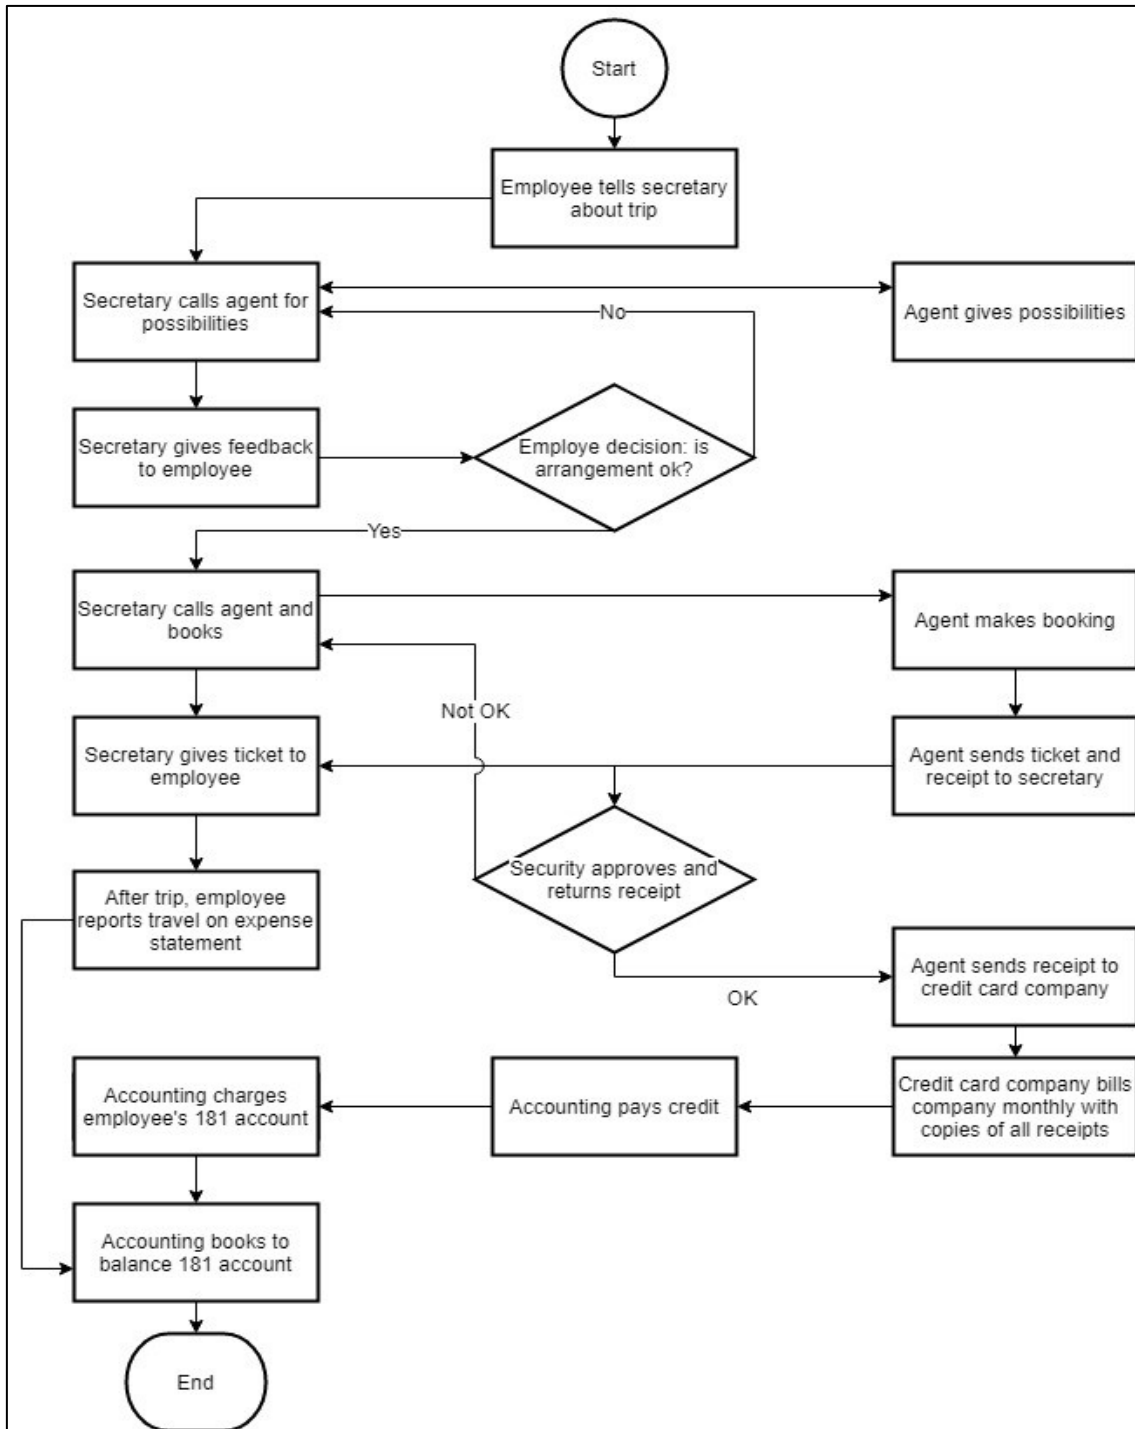 Start
Employee tells secretary
about trip
Secretary calls agent for
possibilities
Agent gives possibilities
No
Secretary gives feedback
to employee
Employe decision: is
arrangement ok?
Yes
Secretary calls agent and
books
Agent makes booking
Not OK
Secretary gives ticket to
employee
Agent sends ticket and
receipt to secretary
Security approves and
returns receipt
After trip, employee
reports travel on expense
statement
OK
Agent sends receipt to
credit card company
Accounting charges
employee's 181 account
Accounting pays credit
Credit card company bills
company monthly with
copies of all receipts
Accounting books to
balance 181 account
End